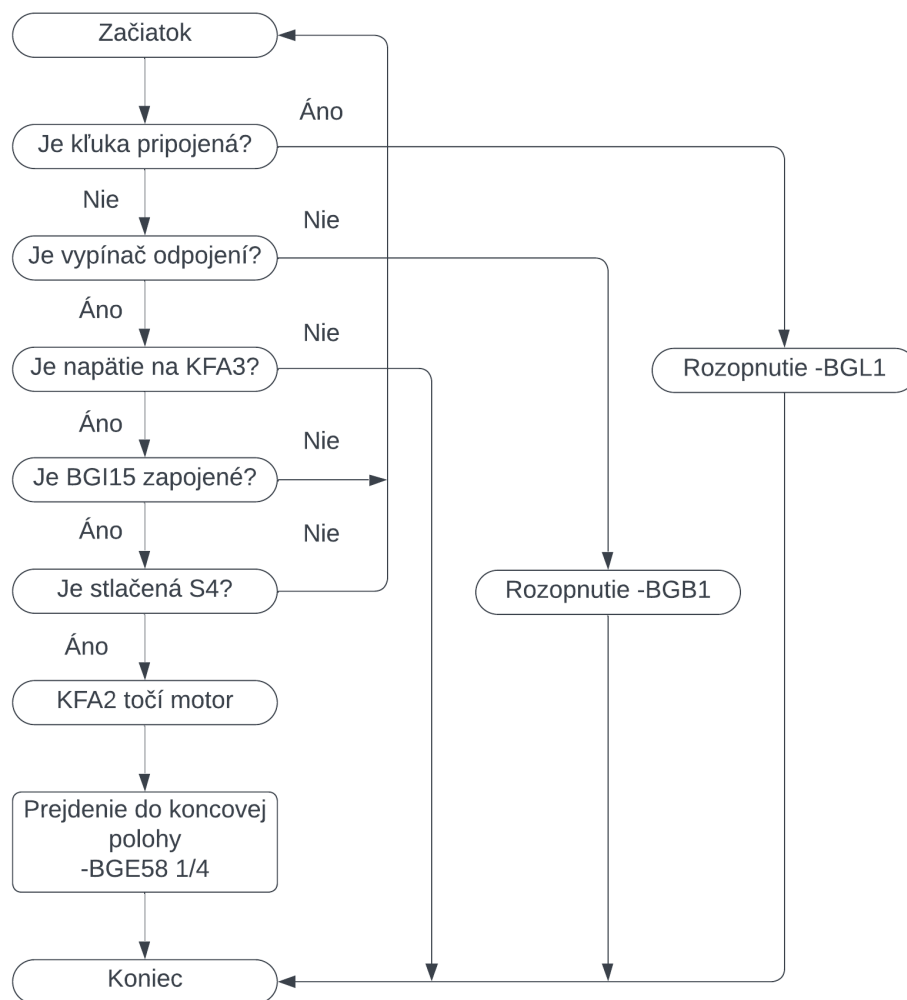 Začiatok
Áno
Je kľuka pripojená?
Nie
Nie
Je vypínač odpojení?
Áno
Nie
Je napätie na KFA3?
Rozopnutie -BGL1
Áno
Nie
Je BGI15 zapojené?
Áno
Nie
Je stlačená S4?
Rozopnutie -BGB1
Áno
KFA2 točí motor
Prejdenie do koncovej
polohy
-BGE58 1/4
Koniec